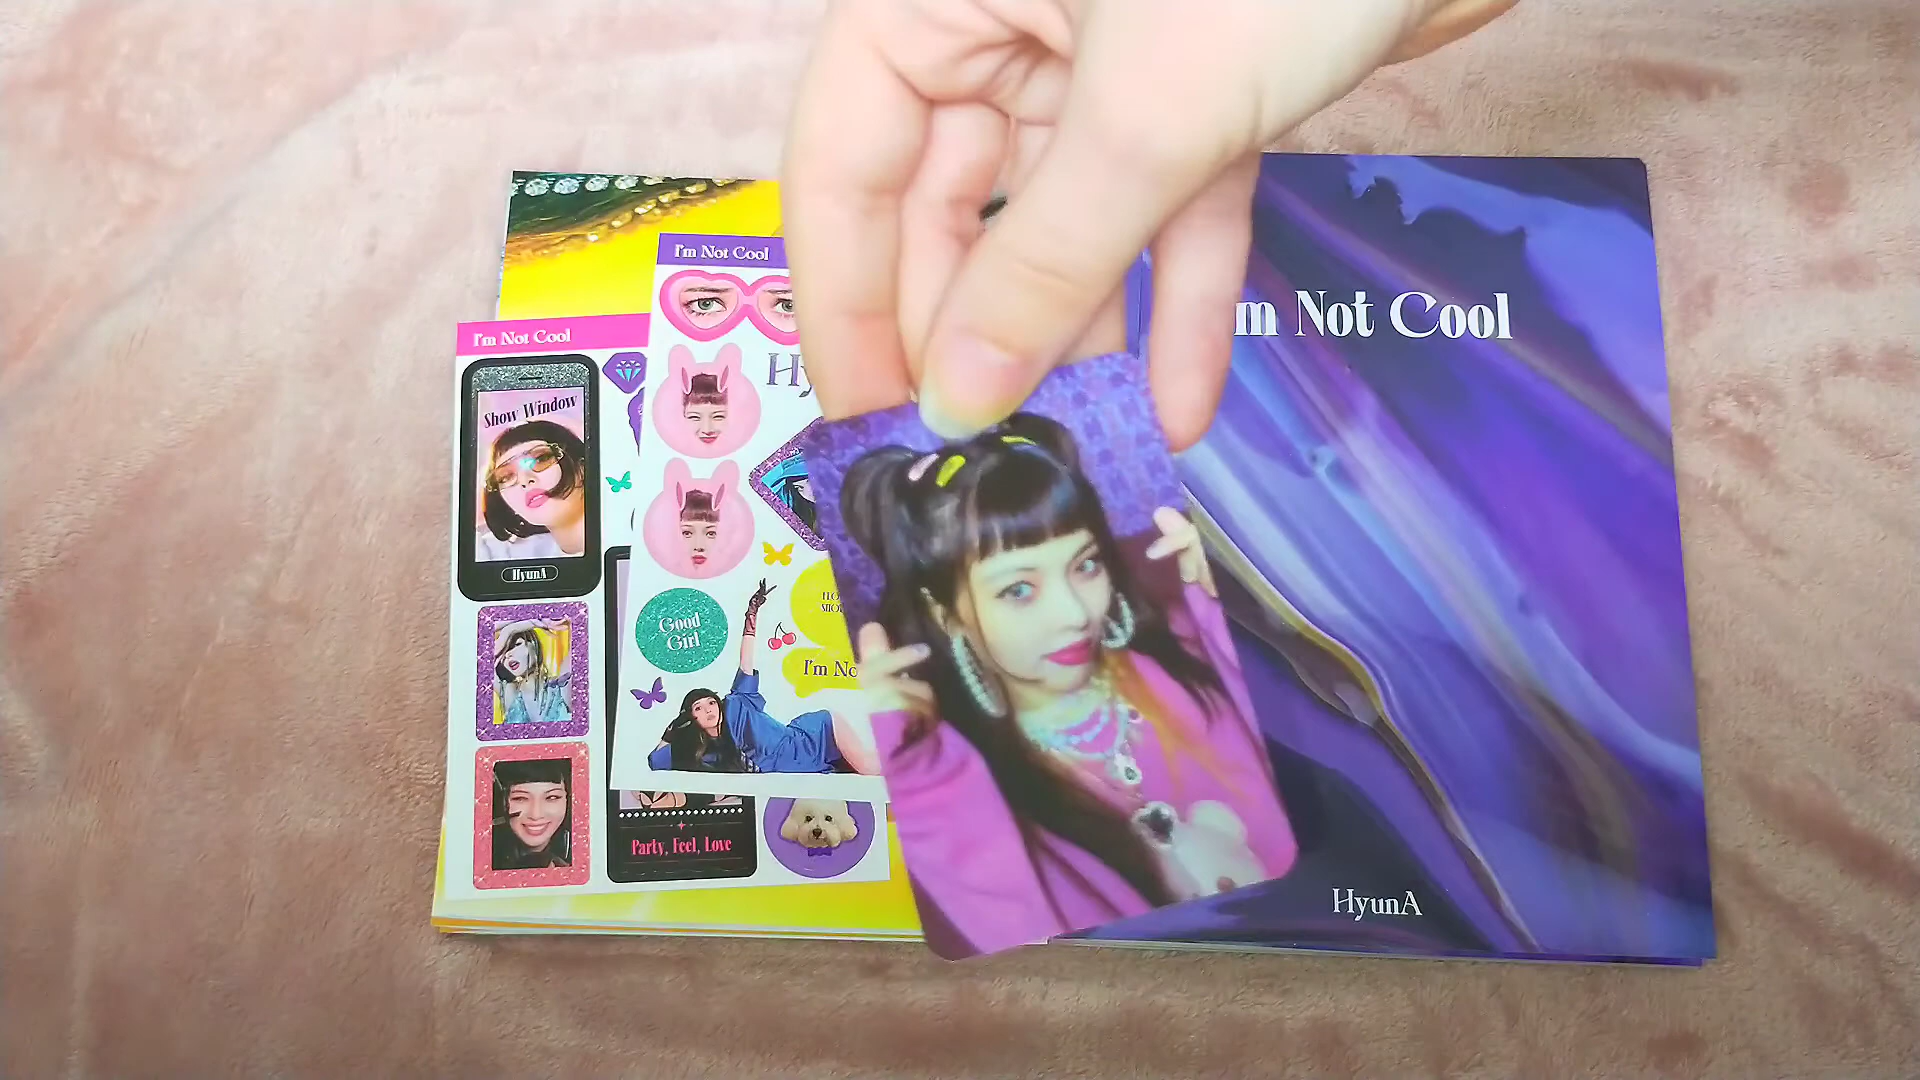 I'm Not Cool
I'm Not Cool
Show Window
HyunA
Good
Girl
I'm No
Party, Feel, Love
m Not Cool
HyunA